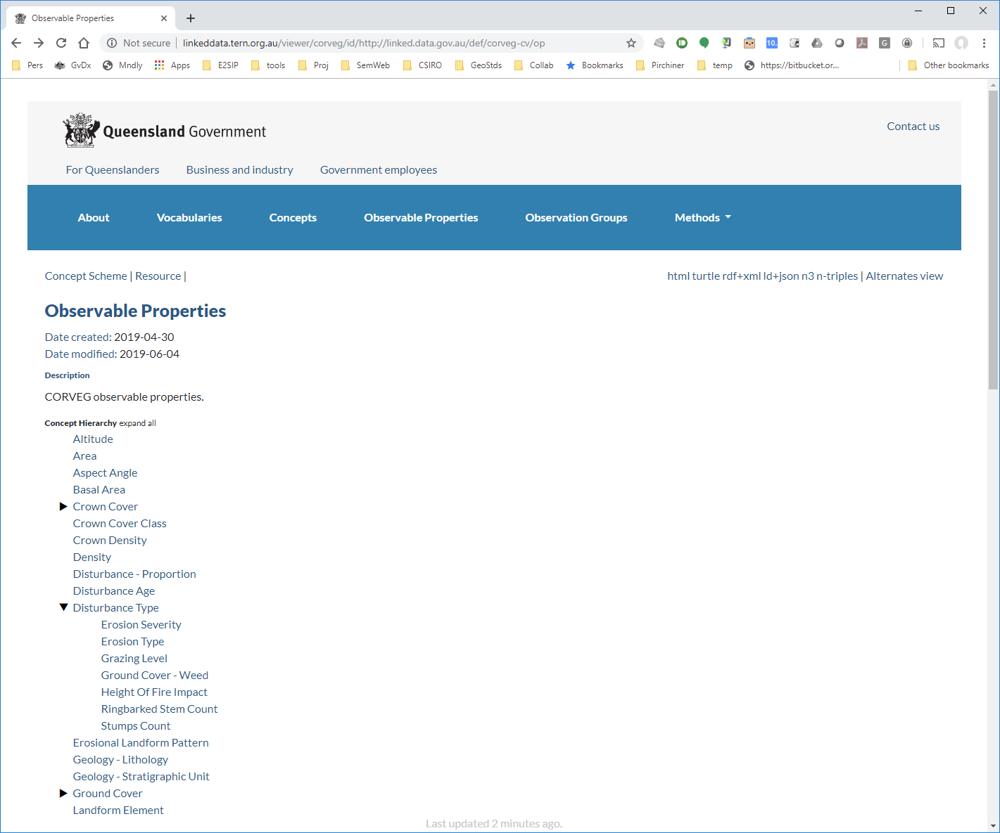 Observable Properties
Not secure | linkeddata.tern.org.au/viewer/corveg/id/http://linked.data.gov.au/def/corveg-cv/op
10.
G
Pers GvDx Mndly Apps E2SIP tools Proj SemWeb CSIRO GeoStds Collab Bookmarks Pirchiner temp https://bitbucket.or... Other bookmarks
Queensland Government
Contact us
For Queenslanders Business and industry Government employees
About Vocabularies Concepts Observable Properties Observation Groups Methods
Concept Scheme | Resource | html turtle rdf+xml ld+json n3 n-triples | Alternates view
Observable Properties
Date created: 2019-04-30
Date modified: 2019-06-04
Description
CORVEG observable properties.
Concept Hierarchy expand all
Altitude
Area
Aspect Angle
Basal Area
Crown Cover
Crown Cover Class
Crown Density
Density
Disturbance - Proportion
Disturbance Age
Disturbance Type
Erosion Severity
Erosion Type
Grazing Level
Ground Cover - Weed
Height Of Fire Impact
Ringbarked Stem Count
Stumps Count
Erosional Landform Pattern
Geology - Lithology
Geology - Stratigraphic Unit
Ground Cover
Landform Element
Last updated 2 minutes ago.